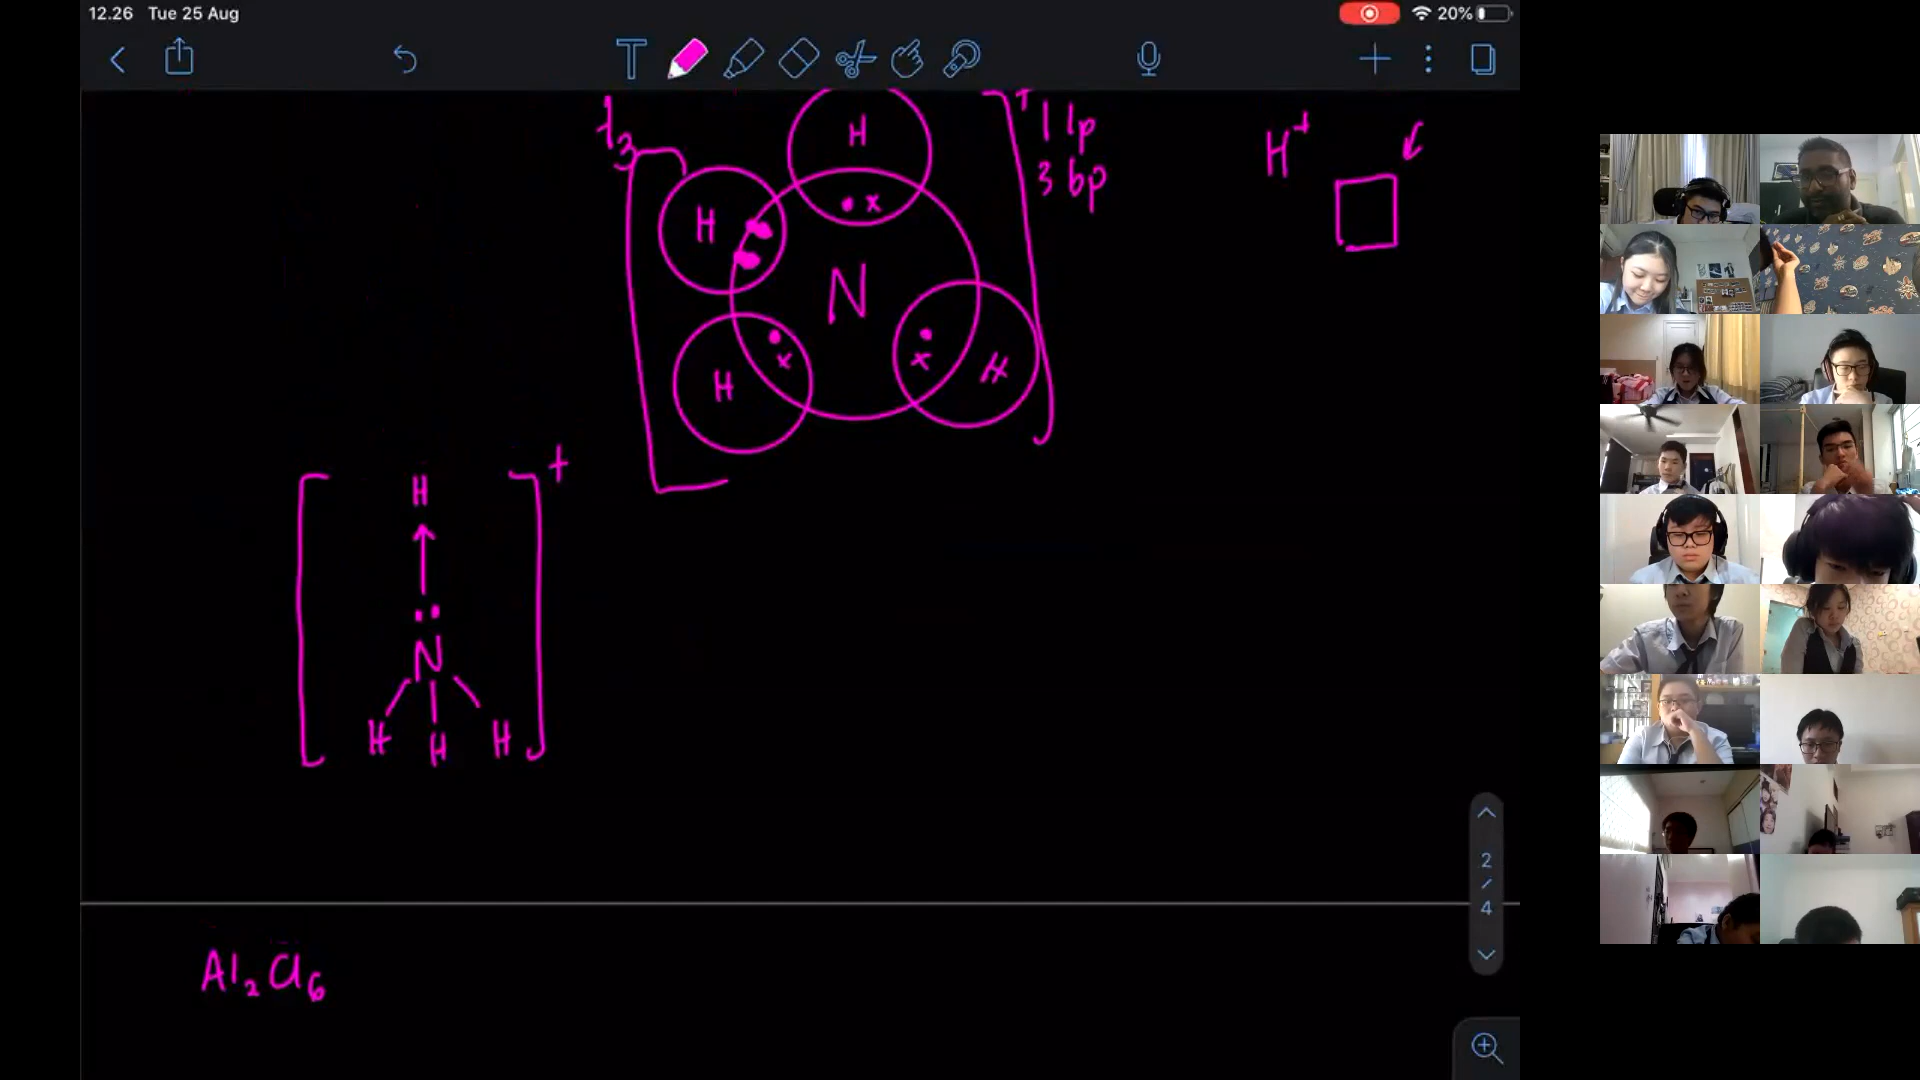 12.26 Tue 25 Aug
20%
T
H
+
1 lp
3 bp
H+
H
N
H
H
+
H
N
H H H
2
/
4
Al2Cl6